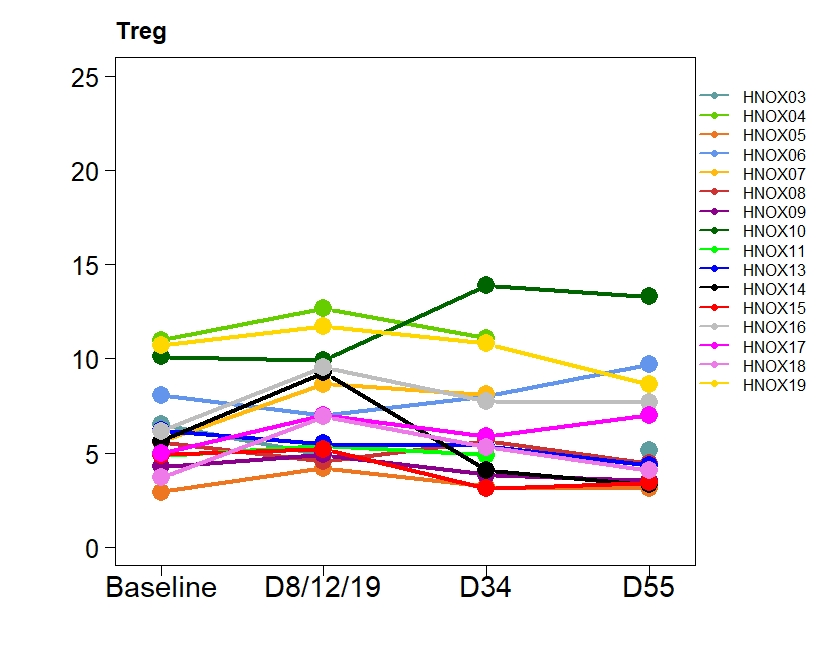 Treg
25
20
15
10
5
0
Baseline D8/12/19 D34 D55
HNOX03
HNOX04
HNOX05
HNOX06
HNOX07
HNOX08
HNOX09
HNOX10
HNOX11
HNOX13
HNOX14
HNOX15
HNOX16
HNOX17
HNOX18
HNOX19